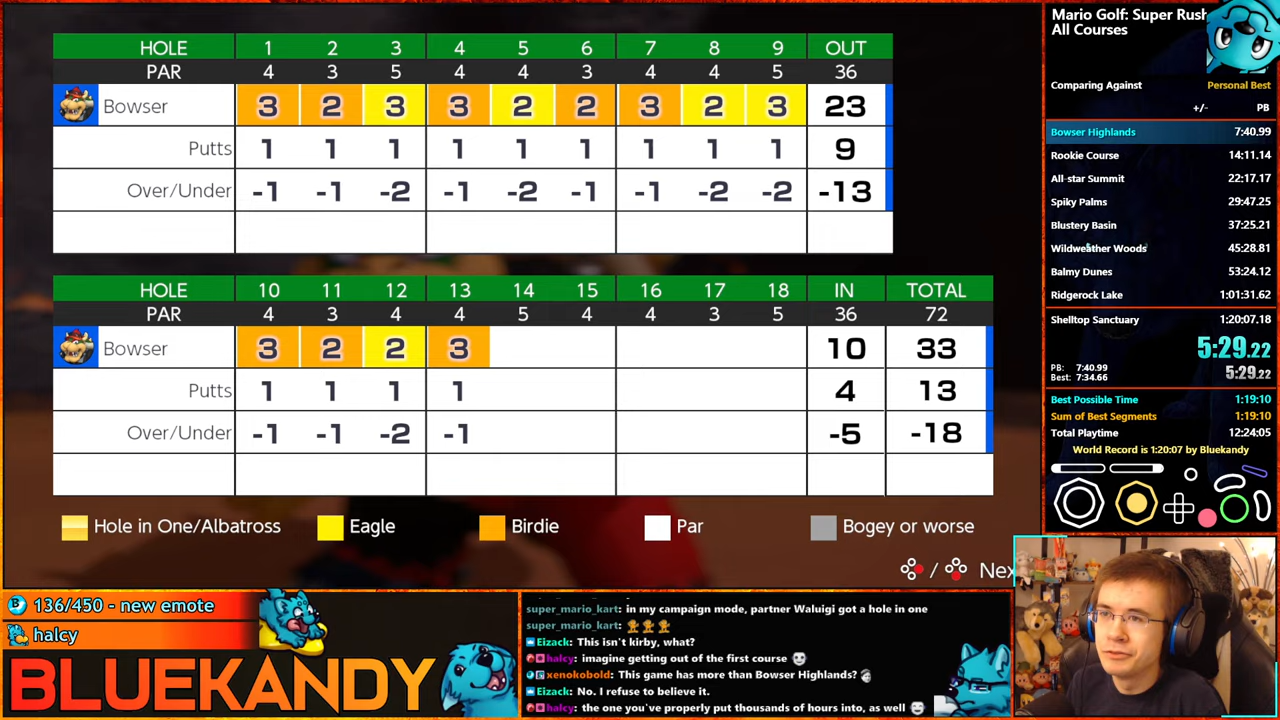 HOLE 1 2 3 4 5 6 7 8 9 OUT
PAR 4 3 5 4 4 3 4 4 5 36
Bowser 3 2 3 3 2 2 3 2 3 23
Putts 1 1 1 1 1 1 1 1 1 9
Over/Under -1 -1 -2 -1 -2 -1 -1 -2 -2 -13
HOLE 10 11 12 13 14 15 16 17 18 IN TOTAL
PAR 4 3 4 4 5 4 4 3 5 36 72
Bowser 3 2 2 3 10 33
Putts 1 1 1 1 4 13
Over/Under -1 -1 -2 -1 -5 -18
Hole in One/Albatross Eagle Birdie Par Bogey or worse
/ Nex
Mario Golf: Super Rush
All Courses
Comparing Against Personal Best
+/- PB
Bowser Highlands 7:40.99
Rookie Course 14:11.14
All-star Summit 22:17.17
Spiky Palms 29:47.25
Blustery Basin 37:25.21
Wildweather Woods 45:28.81
Balmy Dunes 53:24.12
Ridgerock Lake 1:01:31.62
Shelltop Sanctuary 1:20:07.18
5:29.22
PB: 7:40.99
Best: 7:34.66 5:29.22
Best Possible Time 1:19:10
Sum of Best Segments 1:19:10
Total Playtime 12:24:05
World Record is 1:20:07 by Bluekandy
136/450 - new emote
halcy
BLUEKANDY
super_mario_kart: in my campaign mode, partner Waluigi got a hole in one
super_mario_kart:
Eizack: This isn't kirby, what?
halcy: imagine getting out of the first course
xenokobold: This game has more than Bowser Highlands?
Eizack: No. I refuse to believe it.
halcy: the one you've properly put thousands of hours into, as well